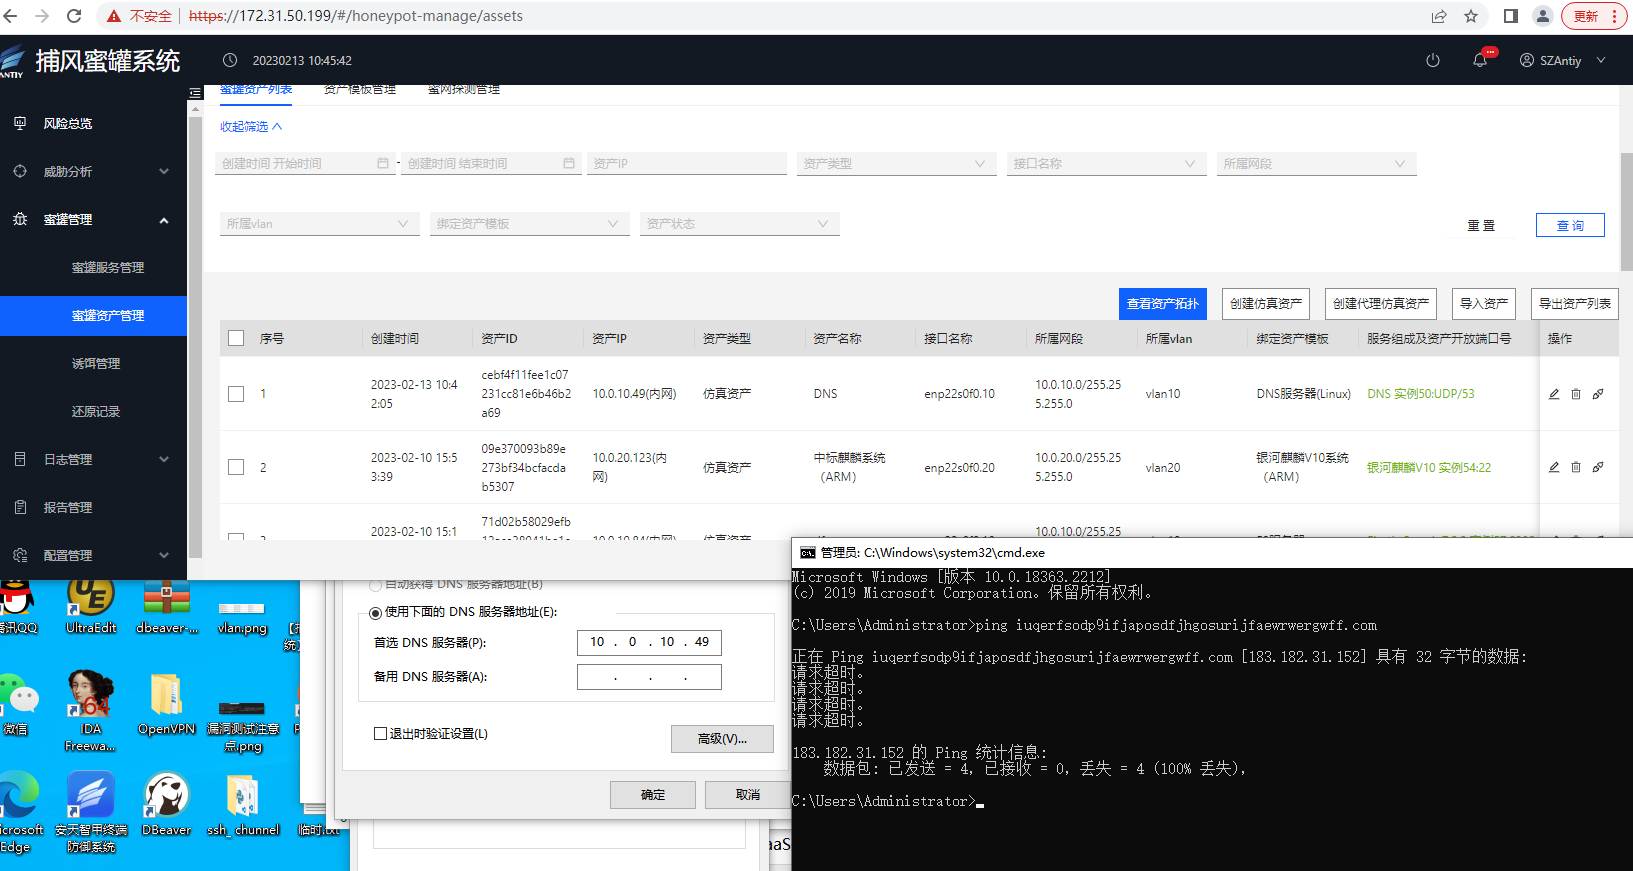 不安全 https://172.31.50.199/#/honeypot-manage/assets 更新
ANTIY 捕风蜜罐系统 20230213 10:45:42 SZAntiy
蜜罐资产列表 资产模板管理 蜜网探测管理
风险总览
威胁分析
蜜罐管理
蜜罐服务管理
蜜罐资产管理
诱饵管理
还原记录
日志管理
报告管理
配置管理
收起筛选
创建时间 开始时间 - 创建时间 结束时间 资产IP 资产类型 接口名称 所属网段
所属vlan 绑定资产模板 资产状态 重 置 查 询
查看资产拓扑 创建仿真资产 创建代理仿真资产 导入资产 导出资产列表
序号 创建时间 资产ID 资产IP 资产类型 资产名称 接口名称 所属网段 所属vlan 绑定资产模板 服务组成及资产开放端口号 操作
1 2023-02-13 10:4
2:05 cebf4f11fee1c07
231cc81e6b46b2
a69 10.0.10.49(内网) 仿真资产 DNS enp22s0f0.10 10.0.10.0/255.25
5.255.0 vlan10 DNS服务器(Linux) DNS 实例50:UDP/53
2 2023-02-10 15:5
3:39 09e370093b89e
273bf34bcfacda
b5307 10.0.20.123(内
网) 仿真资产 中标麒麟系统
(ARM) enp22s0f0.20 10.0.20.0/255.25
5.255.0 vlan20 银河麒麟V10系统
(ARM) 银河麒麟V10 实例54:22
2023-02-10 15:1 71d02b58029efb 10.0.10.0/255.25
自动获得 DNS 服务器地址(B)
使用下面的 DNS 服务器地址(E):
首选 DNS 服务器(P): 10 . 0 . 10 . 49
备用 DNS 服务器(A): . . .
退出时验证设置(L)
高级(V)...
确定 取消
aaS
腾讯QQ UltraEdit dbeaver-... vlan.png
微信 IDA
Freewa... OpenVPN 漏洞测试注意
点.png
icrosoft
Edge 安天智甲终端
防御系统 DBeaver ssh_ chunnel 临时.txt
管理员: C:\Windows\system32\cmd.exe
Microsoft Windows [版本 10.0.18363.2212]
(c) 2019 Microsoft Corporation。保留所有权利。
C:\Users\Administrator>ping iuqerfsodp9ifjaposdfjhgosurijfaewrwergwff.com
正在 Ping iuqerfsodp9ifjaposdfjhgosurijfaewrwergwff.com [183.182.31.152] 具有 32 字节的数据:
请求超时。
请求超时。
请求超时。
请求超时。
183.182.31.152 的 Ping 统计信息:
数据包: 已发送 = 4，已接收 = 0，丢失 = 4 (100% 丢失)，
C:\Users\Administrator>